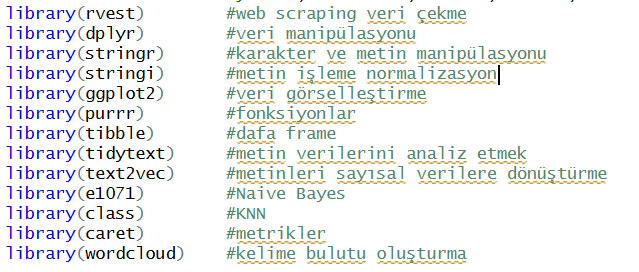 library(rvest) #web scraping veri çekme
library(dplyr) #veri manipülasyonu
library(stringr) #karakter ve metin manipülasyonu
library(stringi) #metin işleme normalizasyon
library(ggplot2) #veri görselleştirme
library(purrr) #fonksiyonlar
library(tibble) #dafa frame
library(tidytext) #metin verilerini analiz etmek
library(text2vec) #metinleri sayısal verilere dönüştürme
library(e1071) #Naive Bayes
library(class) #KNN
library(caret) #metrikler
library(wordcloud) #kelime bulutu oluşturma